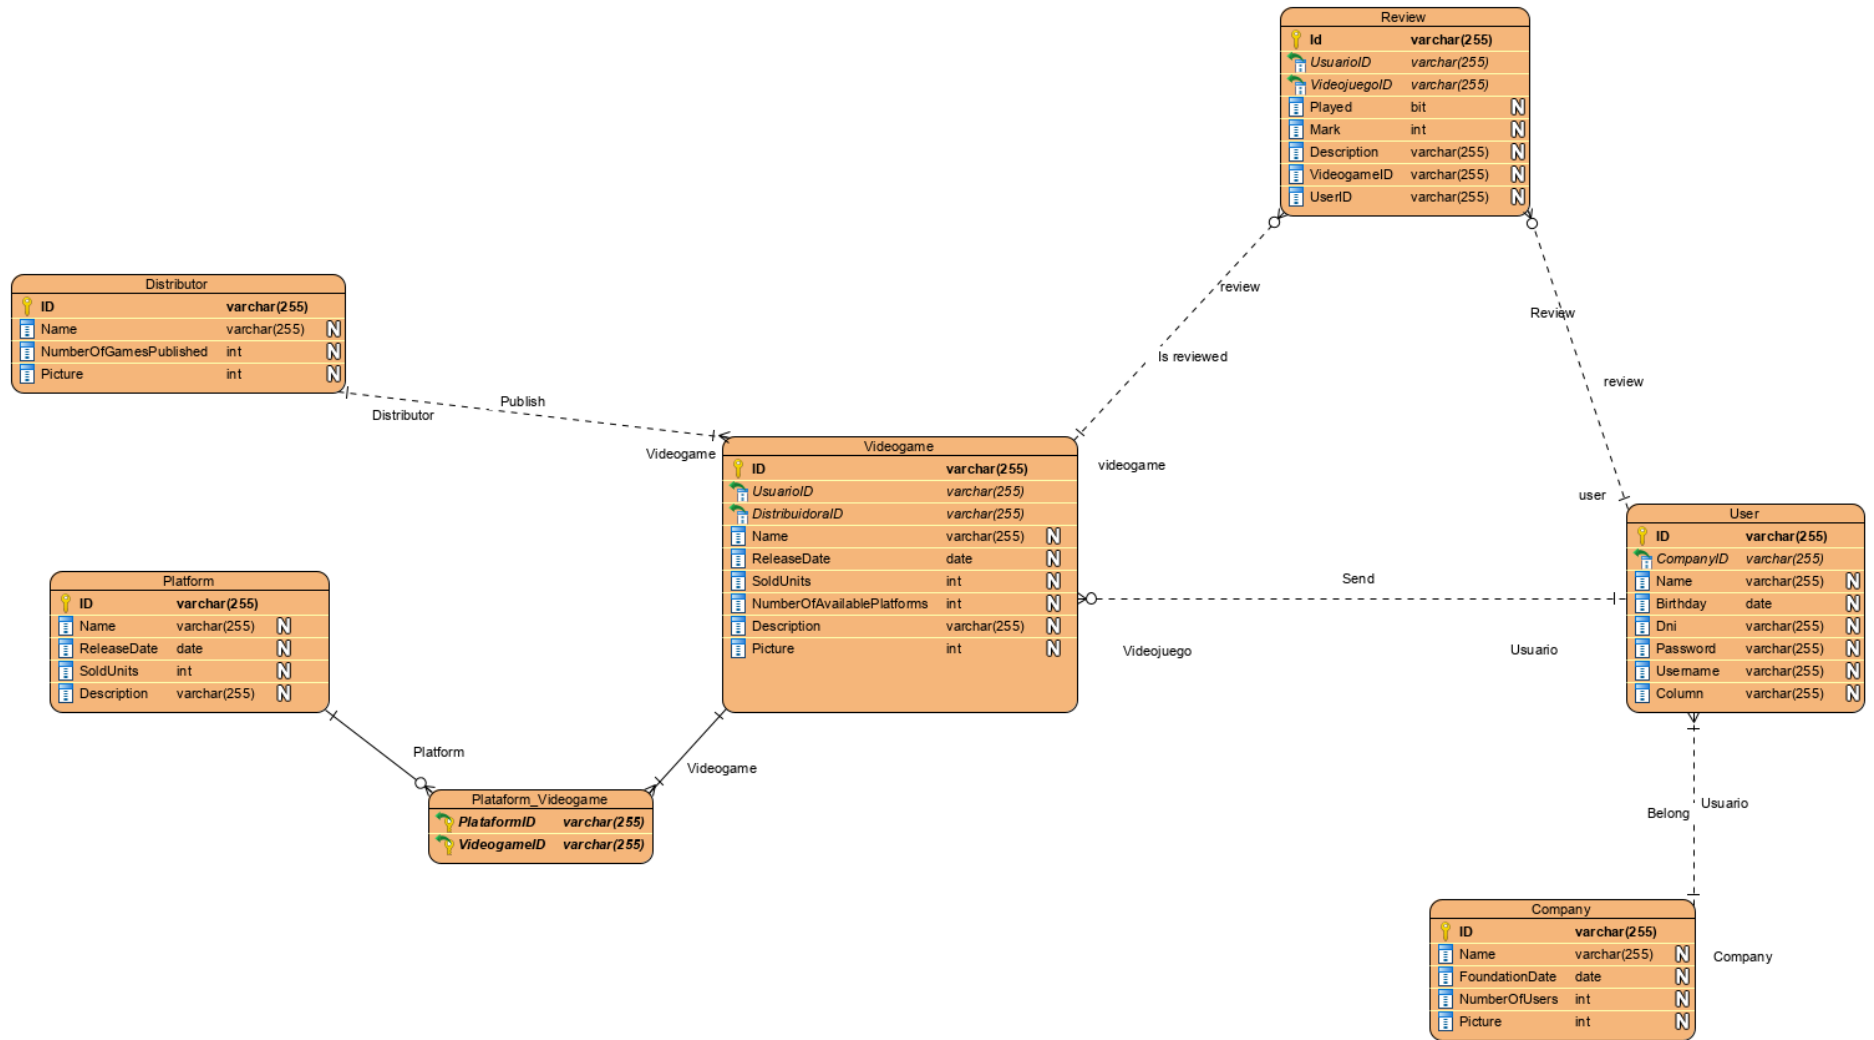 Review
Id varchar(255)
UsuarioID varchar(255)
VideojuegoID varchar(255)
Played bit N
Mark int N
Description varchar(255) N
VideogameID varchar(255) N
UserID varchar(255) N
review
Is reviewed
videogame
Review
review
user
Distributor
ID varchar(255)
Name varchar(255) N
NumberOfGamesPublished int N
Picture int N
Distributor
Publish
Videogame
Videogame
ID varchar(255)
UsuarioID varchar(255)
DistribuidoraID varchar(255)
Name varchar(255) N
ReleaseDate date N
SoldUnits int N
NumberOfAvailablePlatforms int N
Description varchar(255) N
Picture int N
Send
Videojuego
Usuario
User
ID varchar(255)
CompanyID varchar(255)
Name varchar(255) N
Birthday date N
Dni varchar(255) N
Password varchar(255) N
Username varchar(255) N
Column varchar(255) N
Platform
ID varchar(255)
Name varchar(255) N
ReleaseDate date N
SoldUnits int N
Description varchar(255) N
Platform
Videogame
Plataform_Videogame
PlataformID varchar(255)
VideogameID varchar(255)
Usuario
Belong
Company
Company
ID varchar(255)
Name varchar(255) N
FoundationDate date N
NumberOfUsers int N
Picture int N